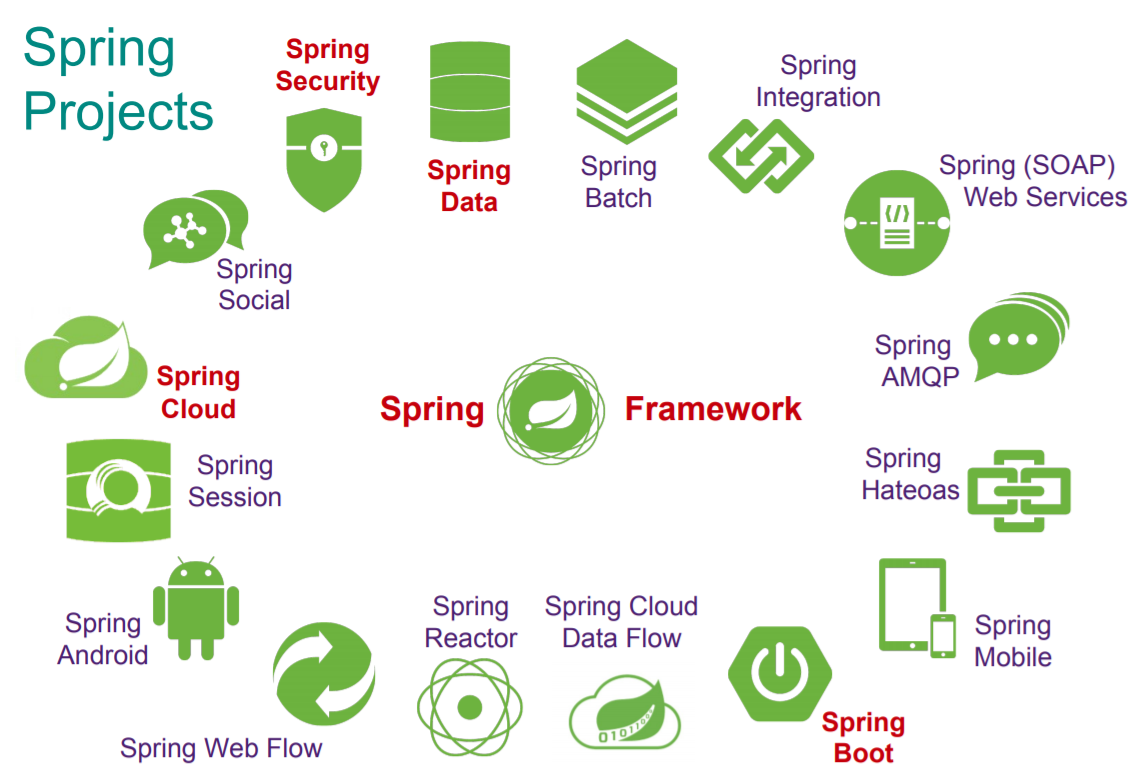 Spring
Projects
Spring
Security
Spring
Data
Spring
Batch
Spring
Integration
Spring (SOAP)
Web Services
Spring
Social
Spring
AMQP
Spring
Cloud
Spring
Framework
Spring
Session
Spring
Hateoas
Spring
Android
Spring
Reactor
Spring Cloud
Data Flow
Spring
Mobile
Spring Web Flow
Spring
Boot